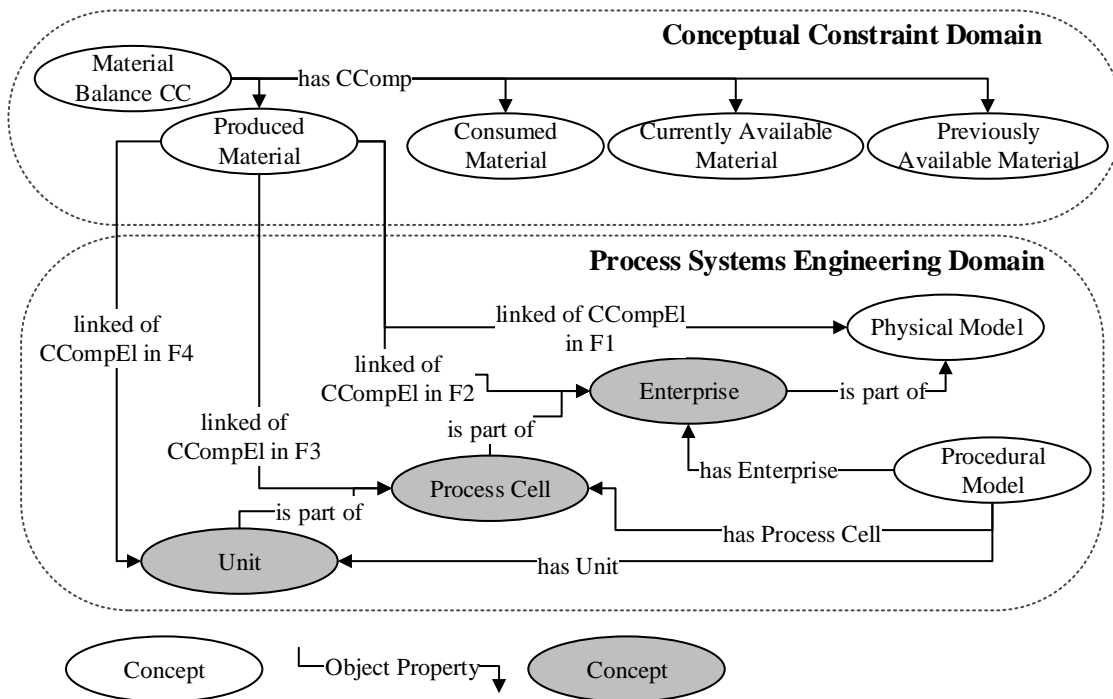 Conceptual Constraint Domain
Material
Balance CC
has CComp
Produced
Material
Consumed
Material
Currently Available
Material
Previously
Available Material
Process Systems Engineering Domain
linked of
CCompEl in F4
linked of CCompEl
in F1
Physical Model
linked of
CCompEl in F2
Enterprise
is part of
linked of
CCompEl in F3
is part of
has Enterprise
Procedural
Model
Process Cell
is part of
has Process Cell
Unit
has Unit
Concept
Object Property
Concept